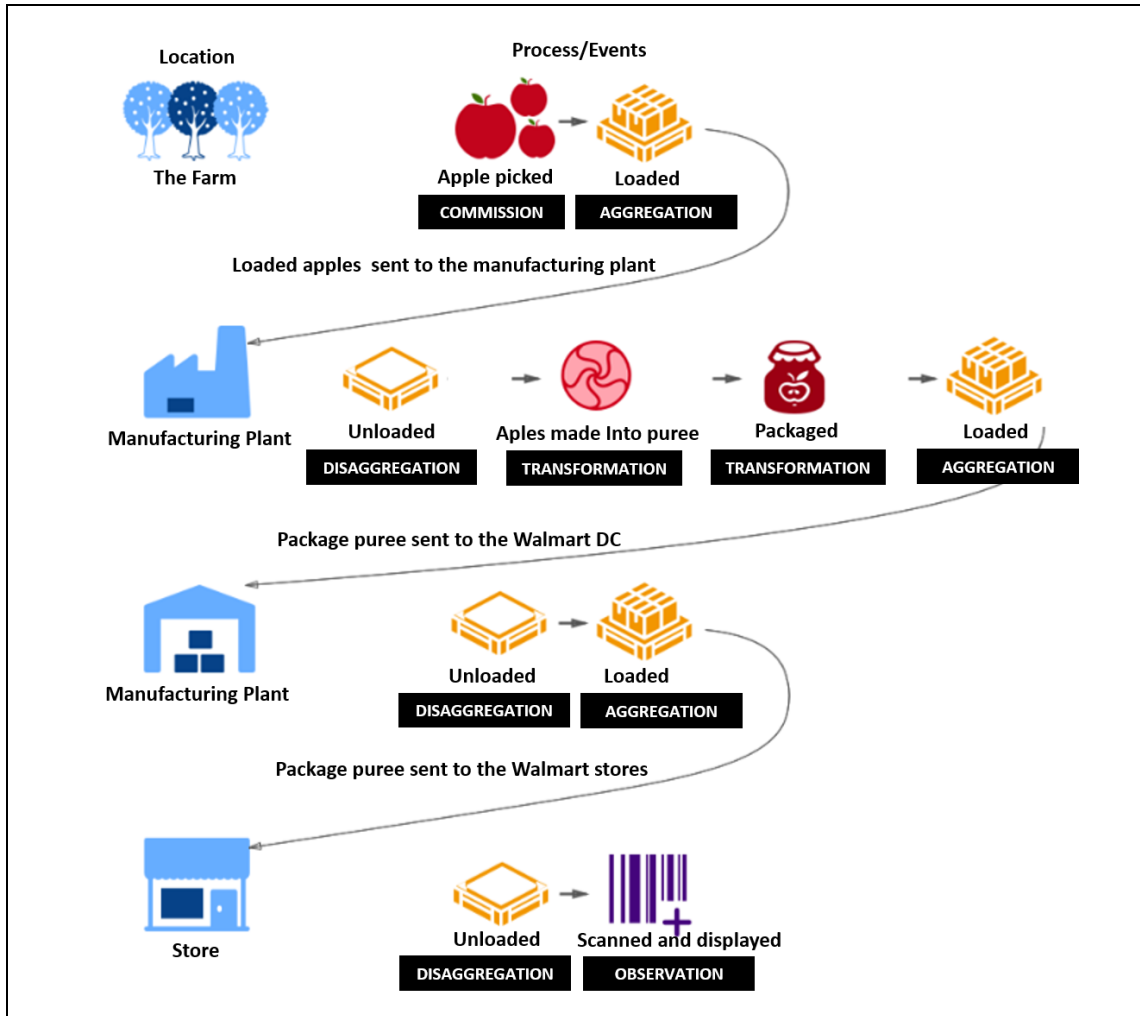 Location
Process/Events
The Farm
Apple picked
Loaded
COMMISSION
AGGREGATION
Loaded apples sent to the manufacturing plant
Manufacturing Plant
Unloaded
Aples made Into puree
Packaged
Loaded
DISAGGREGATION
TRANSFORMATION
TRANSFORMATION
AGGREGATION
Package puree sent to the Walmart DC
Manufacturing Plant
Unloaded
Loaded
DISAGGREGATION
AGGREGATION
Package puree sent to the Walmart stores
Store
Unloaded
Scanned and displayed
DISAGGREGATION
OBSERVATION